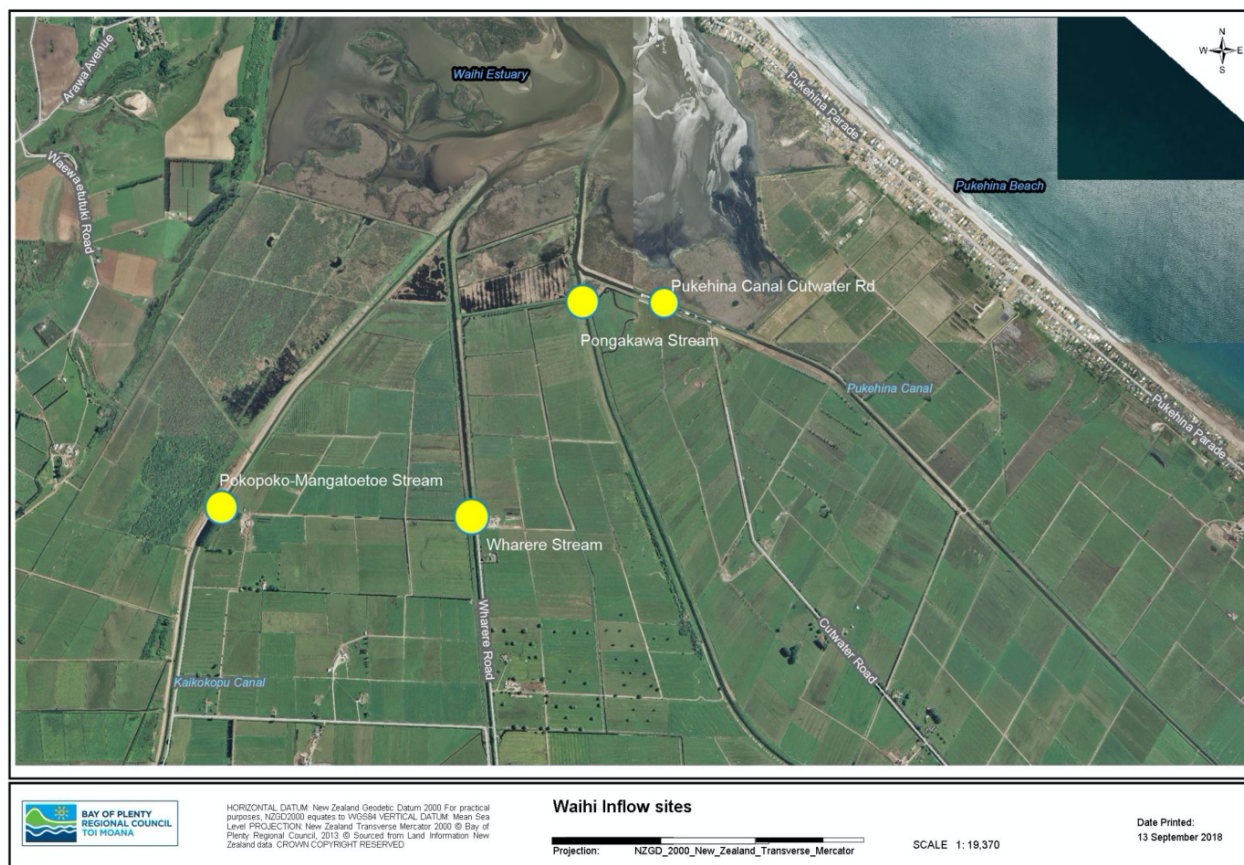 Arawa Avenue
Waewaetutuki Road
Waihi Estuary
Pukehina Parade
Pukehina Beach
N
W E
S
Pukehina Canal Cutwater Rd
Pongakawa Stream
Pukehina Canal
Pukehina Parade
Pokopoko-Mangatoetoe Stream
Wharere Stream
Wharere Road
Cutwater Road
Kaikokopu Canal
BAY OF PLENTY
REGIONAL COUNCIL
TOI MOANA
HORIZONTAL DATUM: New Zealand Geodetic Datum 2000 For practical
purposes, NZGD2000 equates to WGS84 VERTICAL DATUM: Mean Sea
Level PROJECTION: New Zealand Transverse Mercator 2000 © Bay of
Plenty Regional Council, 2013 © Sourced from Land Information New
Zealand data. CROWN COPYRIGHT RESERVED
Waihi Inflow sites
Projection: NZGD_2000_New_Zealand_Transverse_Mercator
SCALE 1: 19,370
Date Printed:
13 September 2018